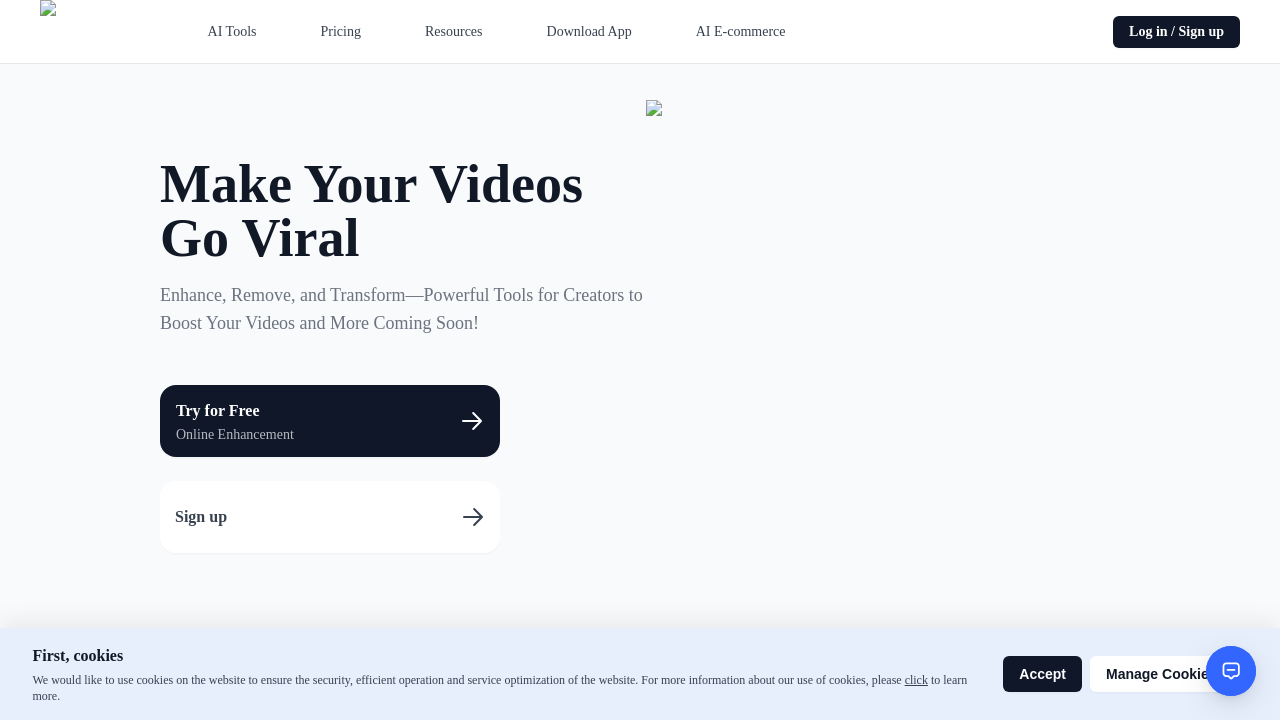 AI Tools
Pricing
Resources
Download App
AI E-commerce
Log in / Sign up
Make Your Videos
Go Viral
Enhance, Remove, and Transform—Powerful Tools for Creators to
Boost Your Videos and More Coming Soon!
Try for Free
Online Enhancement
Sign up
First, cookies
We would like to use cookies on the website to ensure the security, efficient operation and service optimization of the website. For more information about our use of cookies, please click to learn
more.
Accept
Manage Cookie